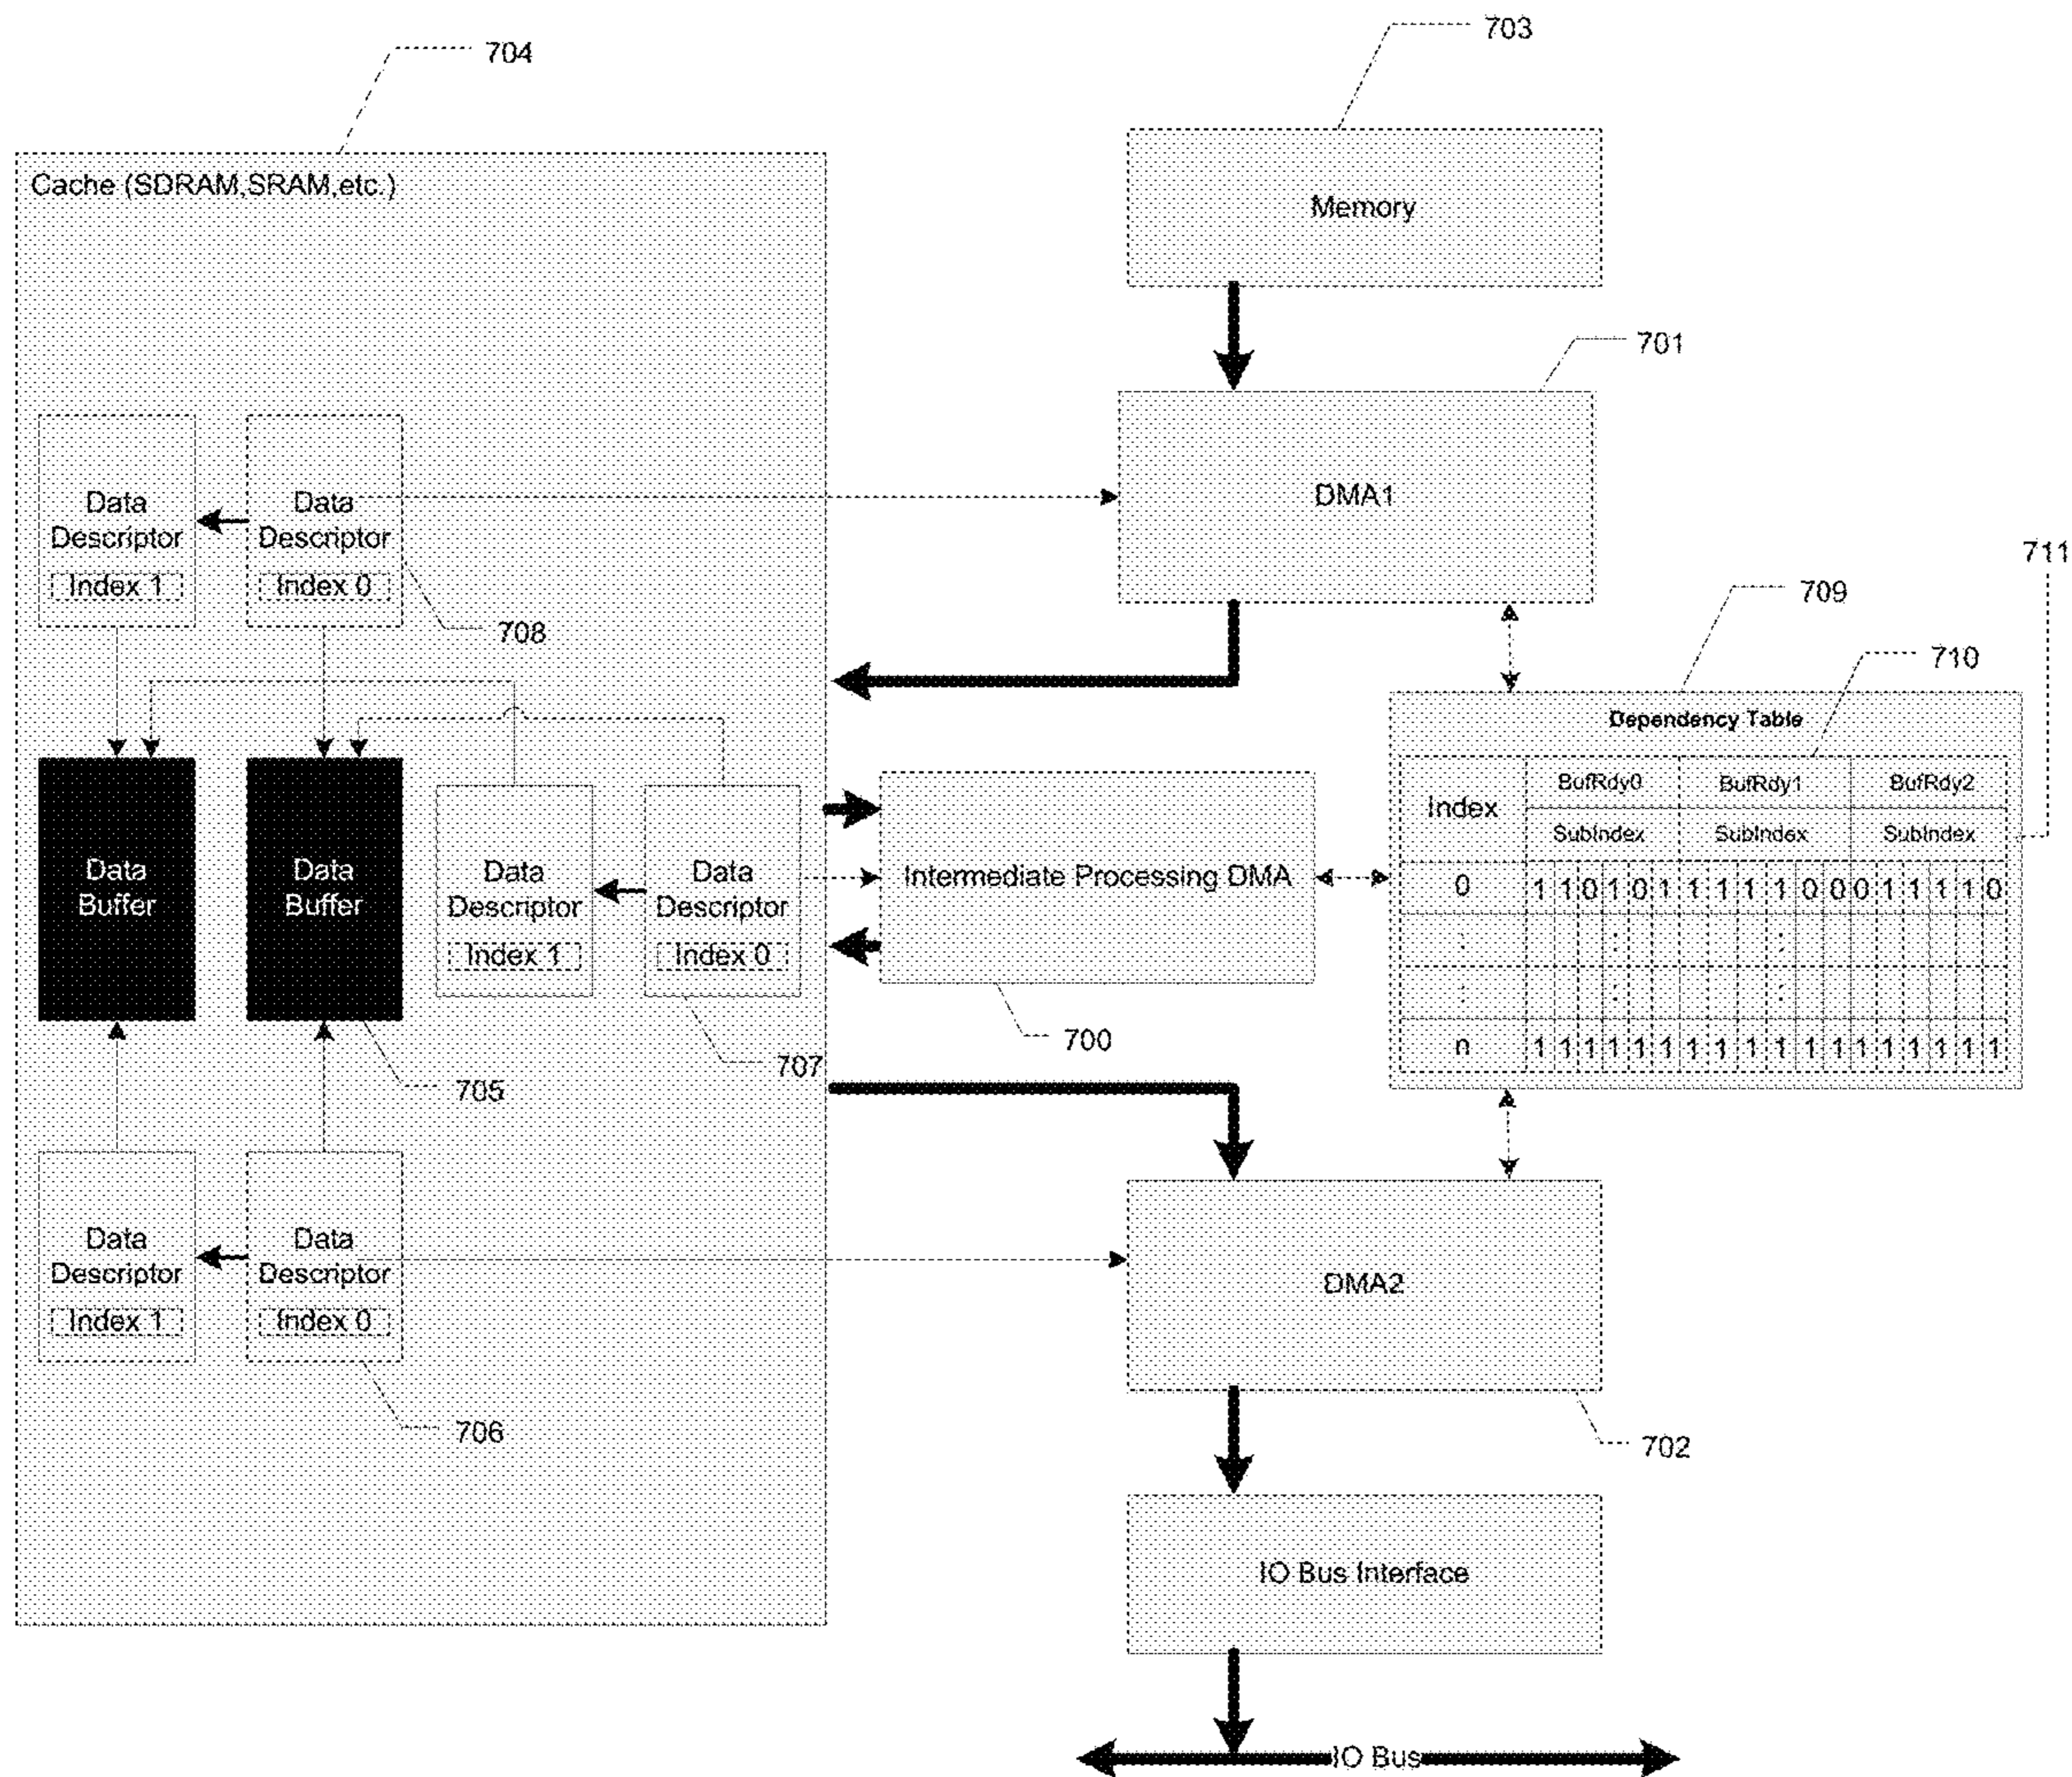 704
703
Cache (SDRAM,SRAM,etc.)
Memory
701
Data
Descriptor
Index 1
Data
Descriptor
Index 0
708
DMA1
711
709
710
Dependency Table
Index
BufRdy0
BufRdy1
BufRdy2
SubIndex
SubIndex
SubIndex
0 1 1 0 1 0 1 1 1 1 1 0 0 0 1 1 1 1 0
: : :
: : :
n 1 1 1 1 1 1 1 1 1 1 1 1 1 1 1 1 1 1
Data
Buffer
Data
Buffer
705
Data
Descriptor
Index 1
Data
Descriptor
Index 0
707
Intermediate Processing DMA
700
Data
Descriptor
Index 1
Data
Descriptor
Index 0
706
DMA2
702
IO Bus Interface
IO Bus